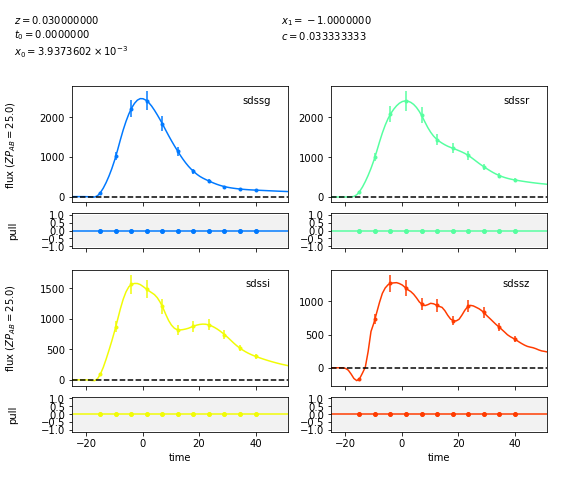 z = 0.030000000
t₀ = 0.0000000
x₀ = 3.9373602 × 10⁻³
x₁ = −1.0000000
c = 0.033333333
flux (ZP_AB = 25.0)
2000
1000
0
sdssg
sdssr
2000
1000
0
pull
1.0
0.5
0.0
−0.5
−1.0
1.0
0.5
0.0
−0.5
−1.0
flux (ZP_AB = 25.0)
1500
1000
500
0
sdssi
sdssz
1000
500
0
pull
1.0
0.5
0.0
−0.5
−1.0
1.0
0.5
0.0
−0.5
−1.0
−20 0 20 40
−20 0 20 40
time
time